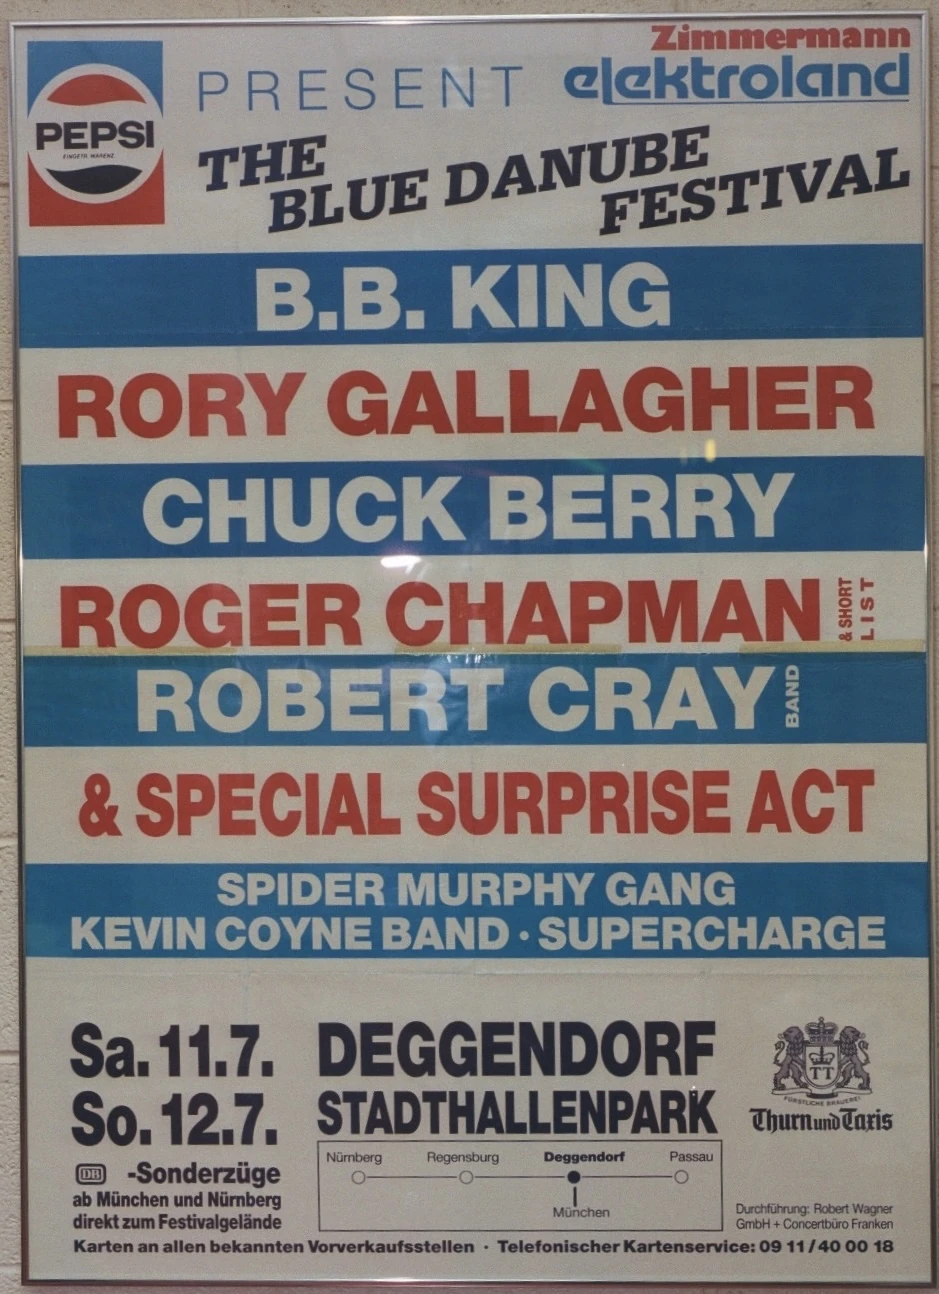 Zimmermann
elektroland
PEPSI
EINGETR. WARENZ.
PRESENT
THE
BLUE DANUBE
FESTIVAL
B.B. KING
RORY GALLAGHER
CHUCK BERRY
ROGER CHAPMAN & SHORT LIST
ROBERT CRAY BAND
& SPECIAL SURPRISE ACT
SPIDER MURPHY GANG
KEVIN COYNE BAND · SUPERCHARGE
Sa. 11.7. DEGGENDORF
So. 12.7. STADTHALLENPARK
TT
FÜRSTLICHE BRAUEREI
Thurn und Taxis
DB -Sonderzüge
ab München und Nürnberg
direkt zum Festivalgelände
Nürnberg Regensburg Deggendorf Passau
München
Durchführung: Robert Wagner
GmbH + Concertbüro Franken
Karten an allen bekannten Vorverkaufsstellen · Telefonischer Kartenservice: 09 11/40 00 18